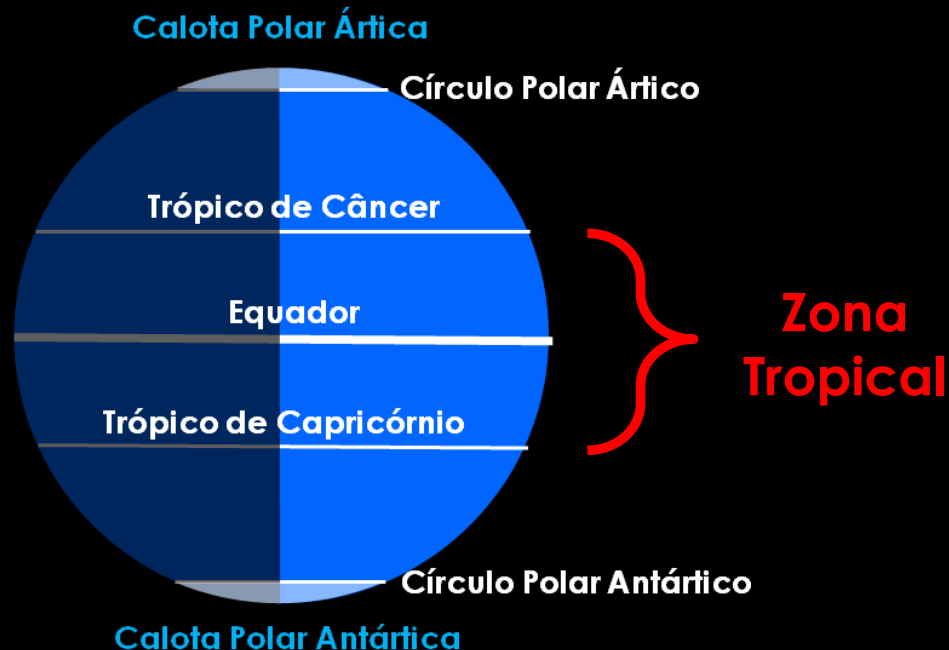 Calota Polar Ártica
Círculo Polar Ártico
Trópico de Câncer
Equador
Zona
Tropical
Trópico de Capricórnio
Círculo Polar Antártico
Calota Polar Antártica